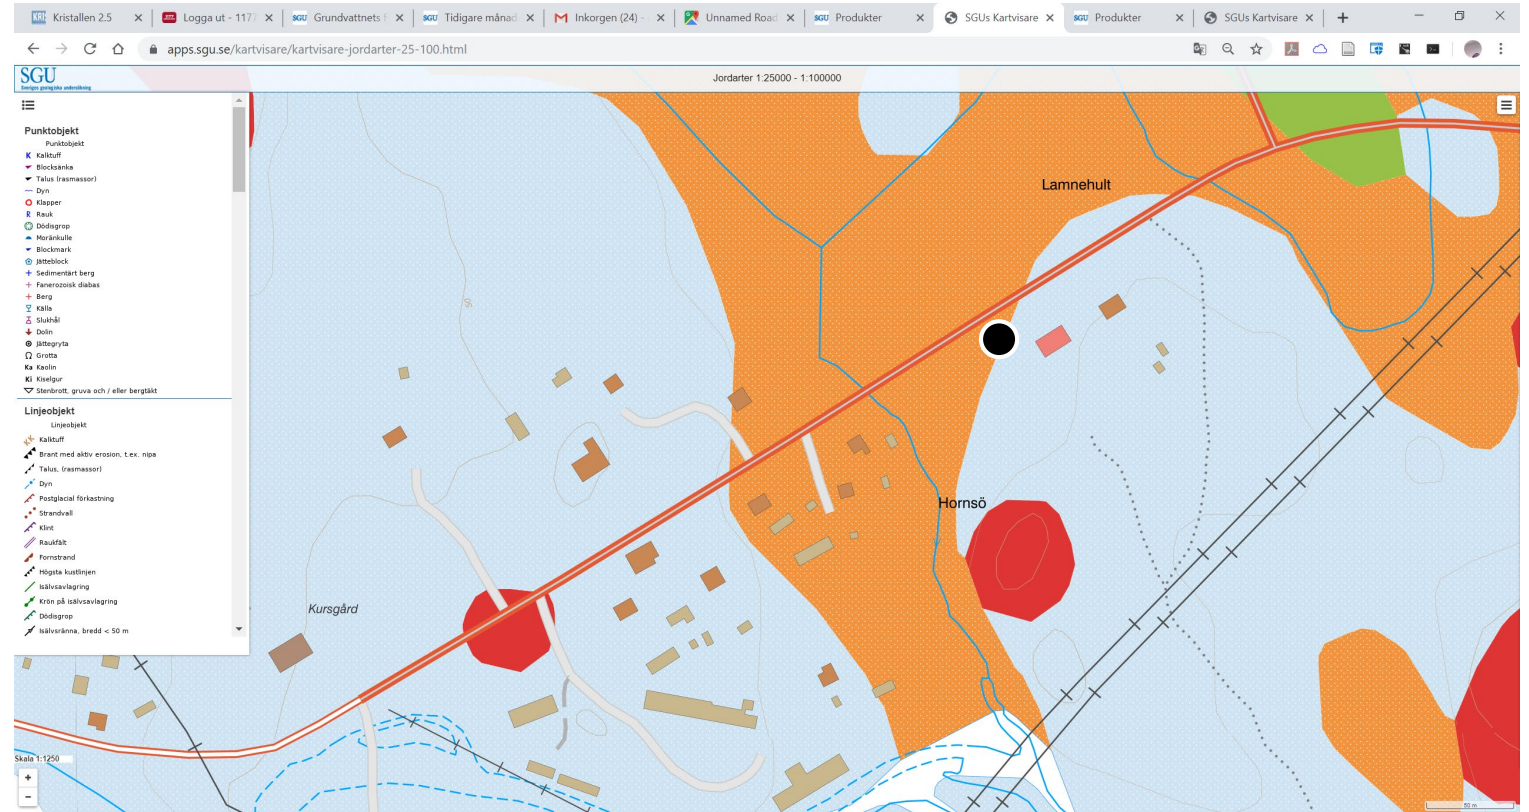 Kristallen 2.5
Logga ut - 1177
Grundvattnets f
Tidigare månad
Inkorgen (24) -
Unnamed Road
Produkter
SGUs Kartvisare
Produkter
SGUs Kartvisare
apps.sgu.se/kartvisare/kartvisare-jordarter-25-100.html
SGU
Sveriges geologiska undersökning
Jordarter 1:25000 - 1:100000
Punktobjekt
Punktobjekt
K Kalktuff
Blocksänka
Talus (rasmassor)
Dyn
Klapper
R Rauk
Dödisgrop
Moränkulle
Blockmark
Jätteblock
Sedimentärt berg
Fanerozoisk diabas
Berg
Källa
Slukhål
Dolin
Jättegryta
Ω Grotta
Ka Kaolin
Ki Kiselgur
Stenbrott, gruva och / eller bergtäkt
Linjeobjekt
Linjeobjekt
Kalktuff
Brant med aktiv erosion, t.ex. nipa
Talus, (rasmassor)
Dyn
Postglacial förkastning
Strandvall
Klint
Raukfält
Fornstrand
Högsta kustlinjen
Isälvsavlagring
Krön på isälvsavlagring
Dödisgrop
Isälvsränna, bredd < 50 m
Lamnehult
Hornsö
Kursgård
Skala 1:1250
+
-
50 m